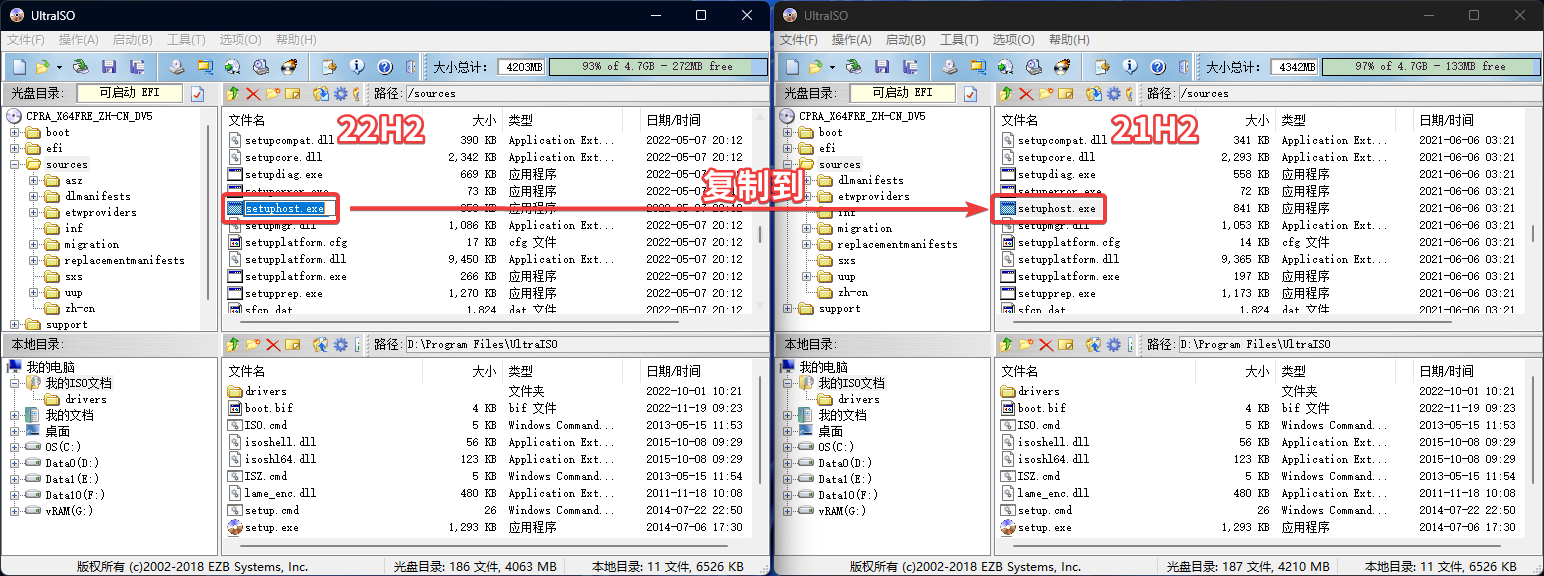 UltraISO
文件(F) 操作(A) 启动(B) 工具(T) 选项(O) 帮助(H)
大小总计: 4203MB 93% of 4.7GB - 272MB free
光盘目录: 可启动 EFI 路径: /sources
CPRA_X64FRE_ZH-CN_DV5
boot
efi
sources
asz
dlmanifests
etwproviders
inf
migration
replacementmanifests
sxs
uup
zh-cn
support
文件名 大小 类型 日期/时间
22H2
setupcompat.dll 390 KB Application Ext... 2022-05-07 20:12
setupcore.dll 2,342 KB Application Ext... 2022-05-07 20:12
setupdiag.exe 669 KB 应用程序 2022-05-07 20:12
setuperror.exe 73 KB 应用程序 2022-05-07 20:12
setuphost.exe KB 应用程序 20:12
setupmgr.dll 1,086 KB Application Ext... 2022-05-07 20:12
setupplatform.cfg 17 KB cfg 文件 2022-05-07 20:12
setupplatform.dll 9,450 KB Application Ext... 2022-05-07 20:12
setupplatform.exe 266 KB 应用程序 2022-05-07 20:12
setupprep.exe 1,270 KB 应用程序 2022-05-07 20:12
sfcn.dat 1,824 dat 文件 2022-05-07 20:12
复制到
本地目录: 路径: D:\Program Files\UltraISO
我的电脑
我的ISO文档
drivers
我的文档
桌面
OS(C:)
Data0(D:)
Data1(E:)
Data10(F:)
vRAM(G:)
文件名 大小 类型 日期/时间
drivers 文件夹 2022-10-01 10:21
boot.bif 4 KB bif 文件 2022-11-19 09:23
ISO.cmd 5 KB Windows Command... 2013-05-15 11:53
isoshell.dll 56 KB Application Ext... 2015-10-08 09:29
isoshl64.dll 123 KB Application Ext... 2015-10-08 09:29
ISZ.cmd 5 KB Windows Command... 2013-05-15 11:54
lame_enc.dll 480 KB Application Ext... 2011-11-18 10:08
setup.cmd 26 Windows Command... 2014-07-22 22:50
setup.exe 1,293 KB 应用程序 2014-07-06 17:30
版权所有 (c)2002-2018 EZB Systems, Inc. 光盘目录: 186 文件, 4063 MB 本地目录: 11 文件, 6526 KB
UltraISO
文件(F) 操作(A) 启动(B) 工具(T) 选项(O) 帮助(H)
大小总计: 4342MB 97% of 4.7GB - 133MB free
光盘目录: 可启动 EFI 路径: /sources
CPRA_X64FRE_ZH-CN_DV5
boot
efi
sources
dlmanifests
etwproviders
inf
migration
replacementmanifests
sxs
uup
zh-cn
support
文件名 大小 类型 日期/时间
21H2
setupcompat.dll 341 KB Application Ext... 2021-06-06 03:21
setupcore.dll 2,293 KB Application Ext... 2021-06-06 03:21
setupdiag.exe 558 KB 应用程序 2021-06-06 03:21
setuperror.exe 72 KB 应用程序 2021-06-06 03:21
setuphost.exe 841 KB 应用程序 2021-06-06 03:21
setupmgr.dll 1,053 KB Application Ext... 2021-06-06 03:21
setupplatform.cfg 14 KB cfg 文件 2021-06-06 03:21
setupplatform.dll 9,365 KB Application Ext... 2021-06-06 03:21
setupplatform.exe 197 KB 应用程序 2021-06-06 03:21
setupprep.exe 1,173 KB 应用程序 2021-06-06 03:21
sfcn.dat 1,824 dat 文件 2021-06-06 03:21
本地目录: 路径: D:\Program Files\UltraISO
我的电脑
我的ISO文档
drivers
我的文档
桌面
OS(C:)
Data0(D:)
Data1(E:)
Data10(F:)
vRAM(G:)
文件名 大小 类型 日期/时间
drivers 文件夹 2022-10-01 10:21
boot.bif 4 KB bif 文件 2022-11-19 09:23
ISO.cmd 5 KB Windows Command... 2013-05-15 11:53
isoshell.dll 56 KB Application Ext... 2015-10-08 09:29
isoshl64.dll 123 KB Application Ext... 2015-10-08 09:29
ISZ.cmd 5 KB Windows Command... 2013-05-15 11:54
lame_enc.dll 480 KB Application Ext... 2011-11-18 10:08
setup.cmd 26 Windows Command... 2014-07-22 22:50
setup.exe 1,293 KB 应用程序 2014-07-06 17:30
版权所有 (c)2002-2018 EZB Systems, Inc. 光盘目录: 187 文件, 4210 MB 本地目录: 11 文件, 6526 KB